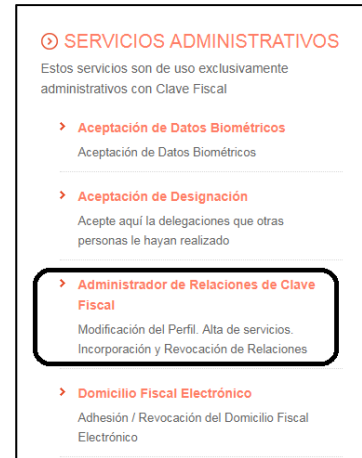 SERVICIOS ADMINISTRATIVOS
Estos servicios son de uso exclusivamente
administrativos con Clave Fiscal
Aceptación de Datos Biométricos
Aceptación de Datos Biométricos
Aceptación de Designación
Acepte aquí la delegaciones que otras
personas le hayan realizado
Administrador de Relaciones de Clave
Fiscal
Modificación del Perfil. Alta de servicios.
Incorporación y Revocación de Relaciones
Domicilio Fiscal Electrónico
Adhesión / Revocación del Domicilio Fiscal
Electrónico